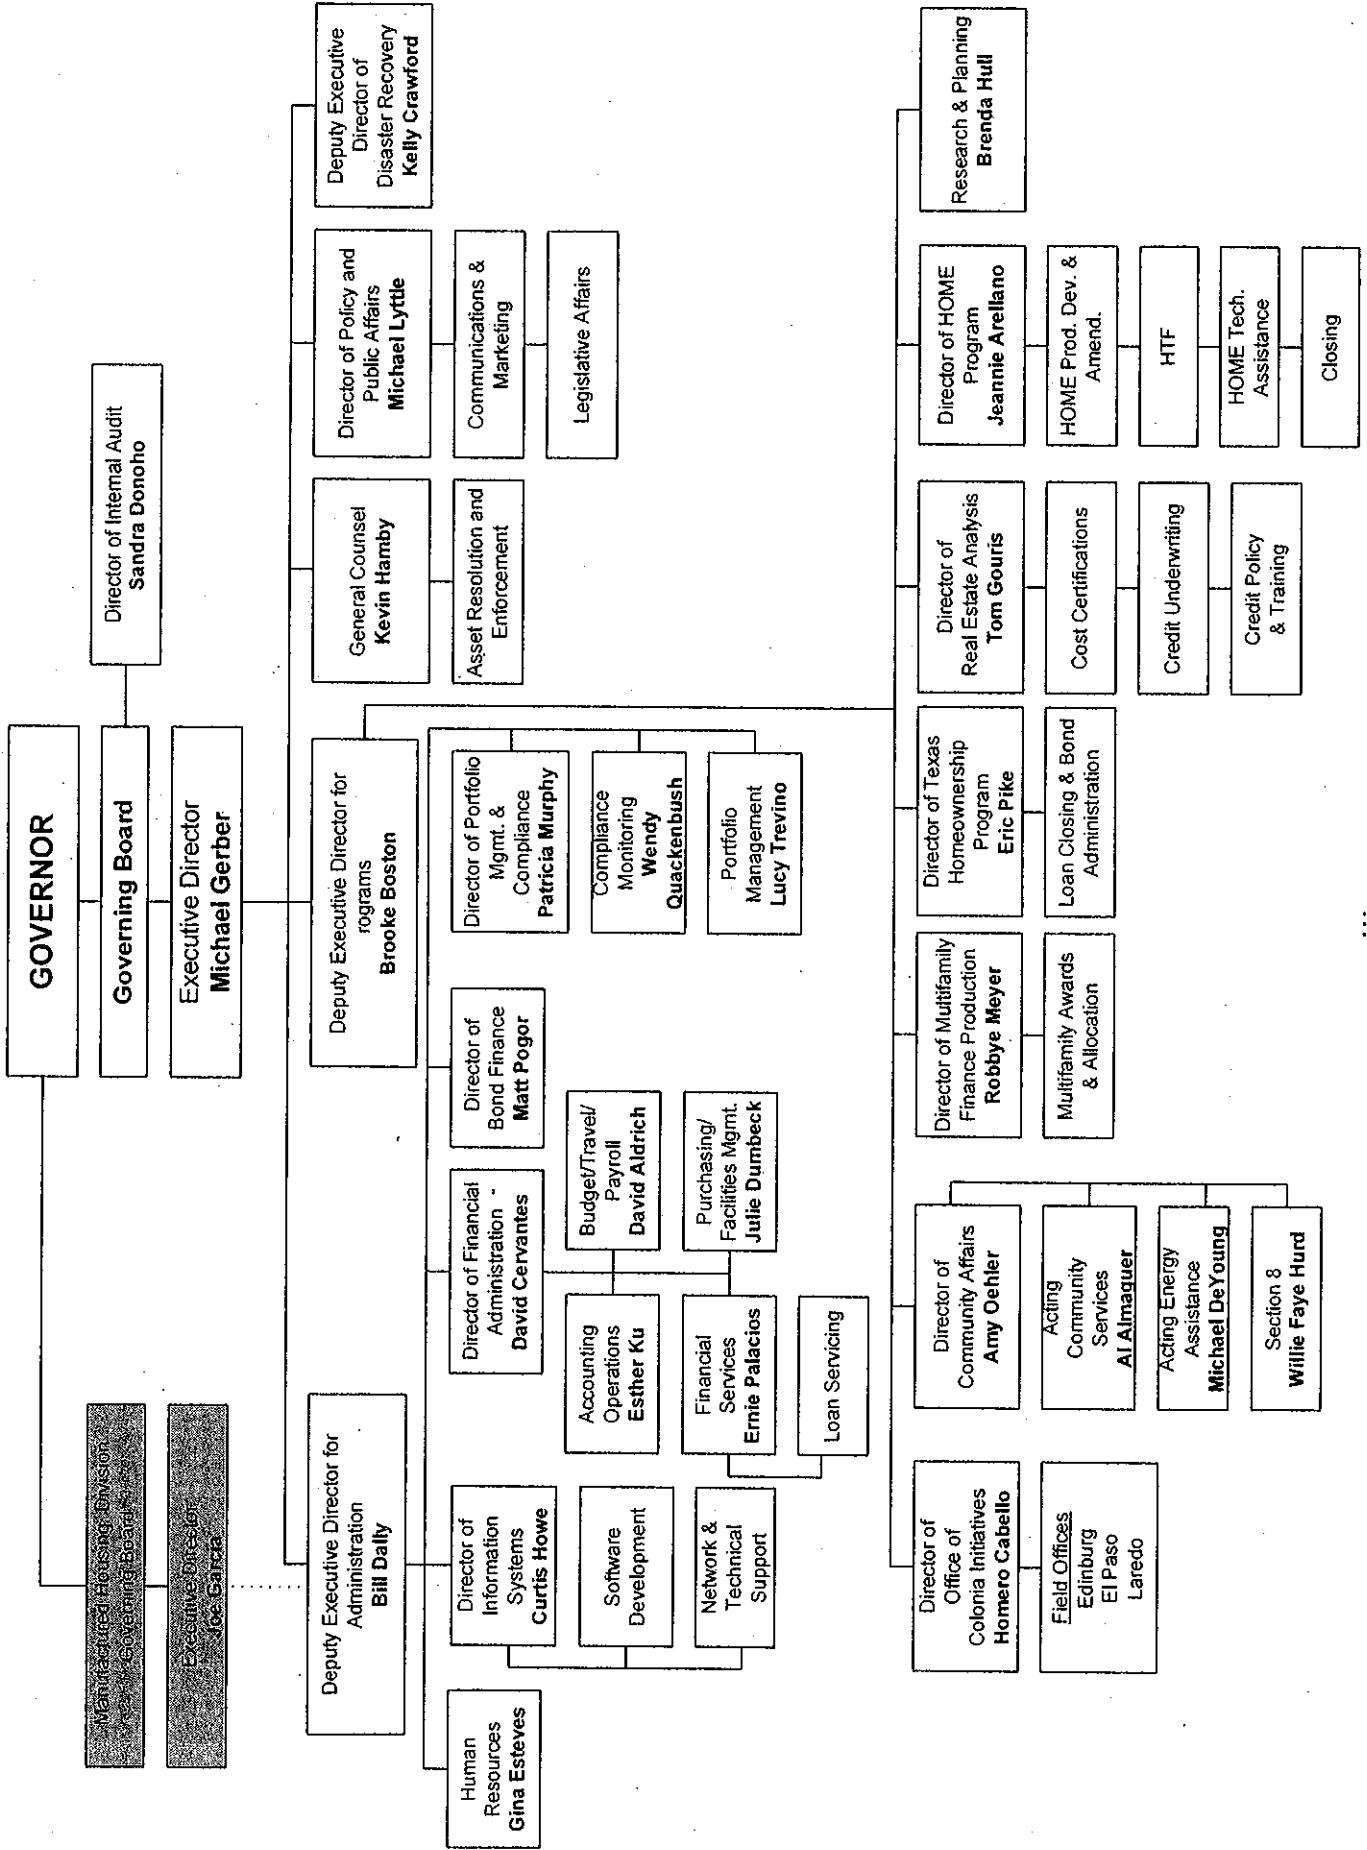 GOVERNOR
Governing Board
Director of Internal Audit
Sandra Donoho
Executive Director
Michael Gerber
Manufactured Housing Division
Governing Board
Executive Director
Joe Garcia
Deputy Executive Director for
Administration
Bill Dally
Deputy Executive Director for
rograms
Brooke Boston
General Counsel
Kevin Hamby
Asset Resolution and
Enforcement
Director of Policy and
Public Affairs
Michael Lyttle
Communications &
Marketing
Legislative Affairs
Deputy Executive
Director of
Disaster Recovery
Kelly Crawford
Human
Resources
Gina Esteves
Director of
Information
Systems
Curtis Howe
Software
Development
Network &
Technical
Support
Director of Financial
Administration -
David Cervantes
Accounting
Operations
Esther Ku
Budget/Travel/
Payroll
David Aldrich
Financial
Services
Ernie Palacios
Purchasing/
Facilities Mgmt.
Julie Dumbeck
Loan Servicing
Director of
Bond Finance
Matt Pogor
Director of Portfolio
Mgmt. &
Compliance
Patricia Murphy
Compliance
Monitoring
Wendy
Quackenbush
Portfolio
Management
Lucy Trevino
Director of
Office of
Colonia Initiatives
Homero Cabello
Field Offices
Edinburg
El Paso
Laredo
Director of
Community Affairs
Amy Oehler
Acting
Community
Services
Al Almaguer
Acting Energy
Assistance
Michael DeYoung
Section 8
Willie Faye Hurd
Director of Multifamily
Finance Production
Robbye Meyer
Multifamily Awards
& Allocation
Director of Texas
Homeownership
Program
Eric Pike
Loan Closing & Bond
Administration
Director of
Real Estate Analysis
Tom Gouris
Cost Certifications
Credit Underwriting
Credit Policy
& Training
Director of HOME
Program
Jeannie Arellano
HOME Prod. Dev. &
Amend.
HTF
HOME Tech.
Assistance
Closing
Research & Planning
Brenda Hull